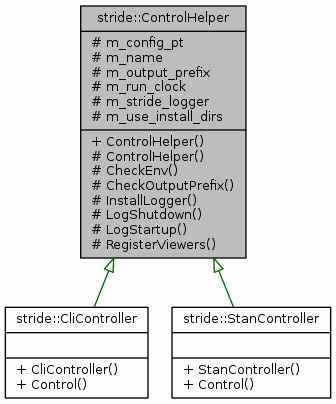 stride::ControlHelper
# m_config_pt
# m_name
# m_output_prefix
# m_run_clock
# m_stride_logger
# m_use_install_dirs
+ ControlHelper()
# ControlHelper()
# CheckEnv()
# CheckOutputPrefix()
# InstallLogger()
# LogShutdown()
# LogStartup()
# RegisterViewers()
stride::CliController
+ CliController()
+ Control()
stride::StanController
+ StanController()
+ Control()